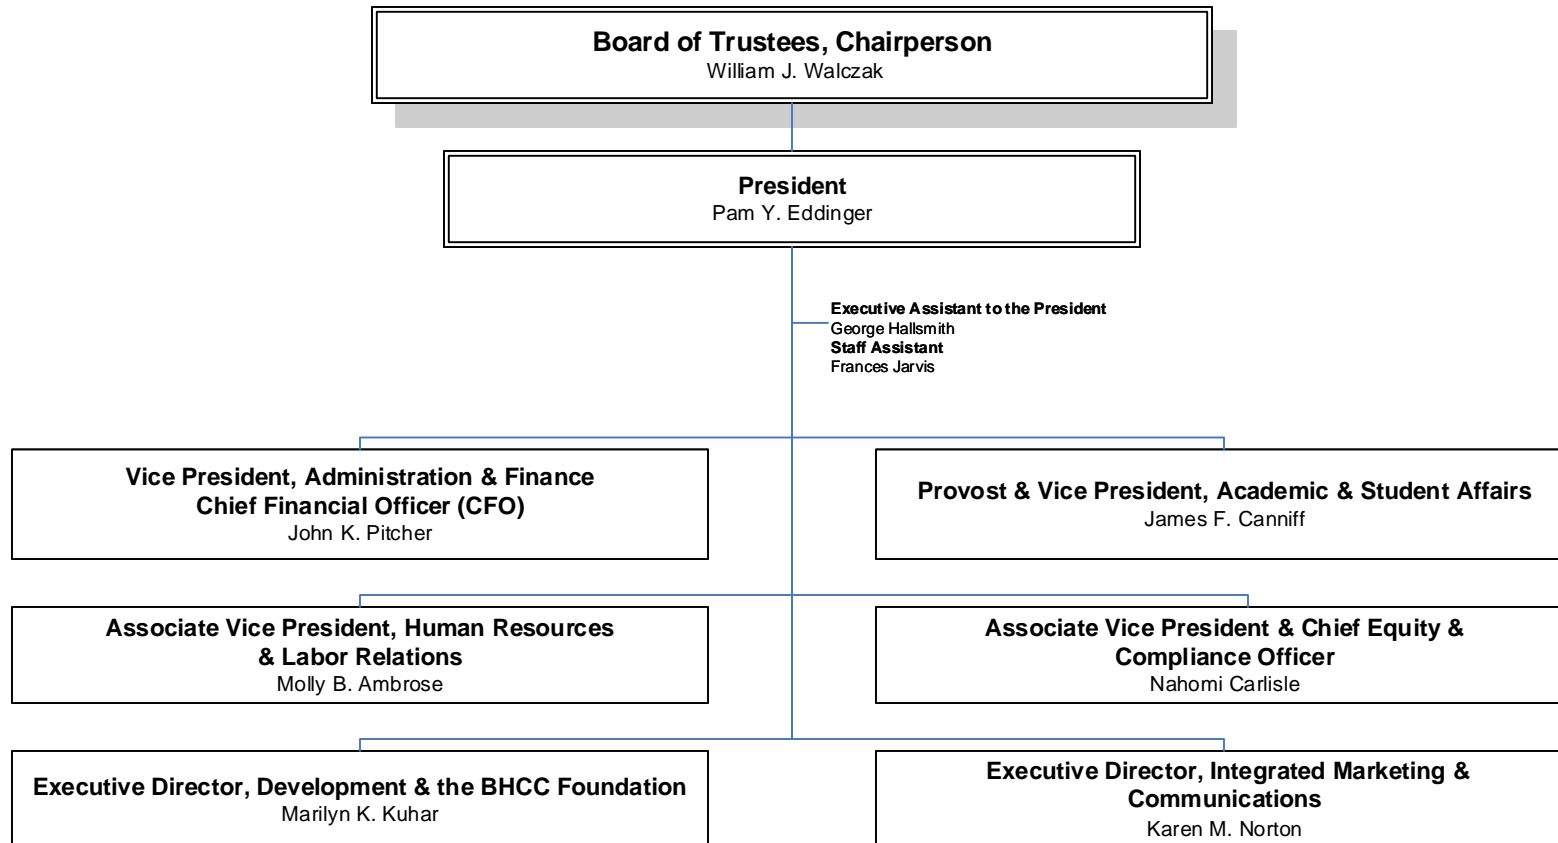 Board of Trustees, Chairperson
William J. Walczak
President
Pam Y. Eddinger
Executive Assistant to the President
George Hallsmith
Staff Assistant
Frances Jarvis
Vice President, Administration & Finance
Chief Financial Officer (CFO)
John K. Pitcher
Provost & Vice President, Academic & Student Affairs
James F. Canniff
Associate Vice President, Human Resources
& Labor Relations
Molly B. Ambrose
Associate Vice President & Chief Equity &
Compliance Officer
Nahomi Carlisle
Executive Director, Development & the BHCC Foundation
Marilyn K. Kuhar
Executive Director, Integrated Marketing &
Communications
Karen M. Norton